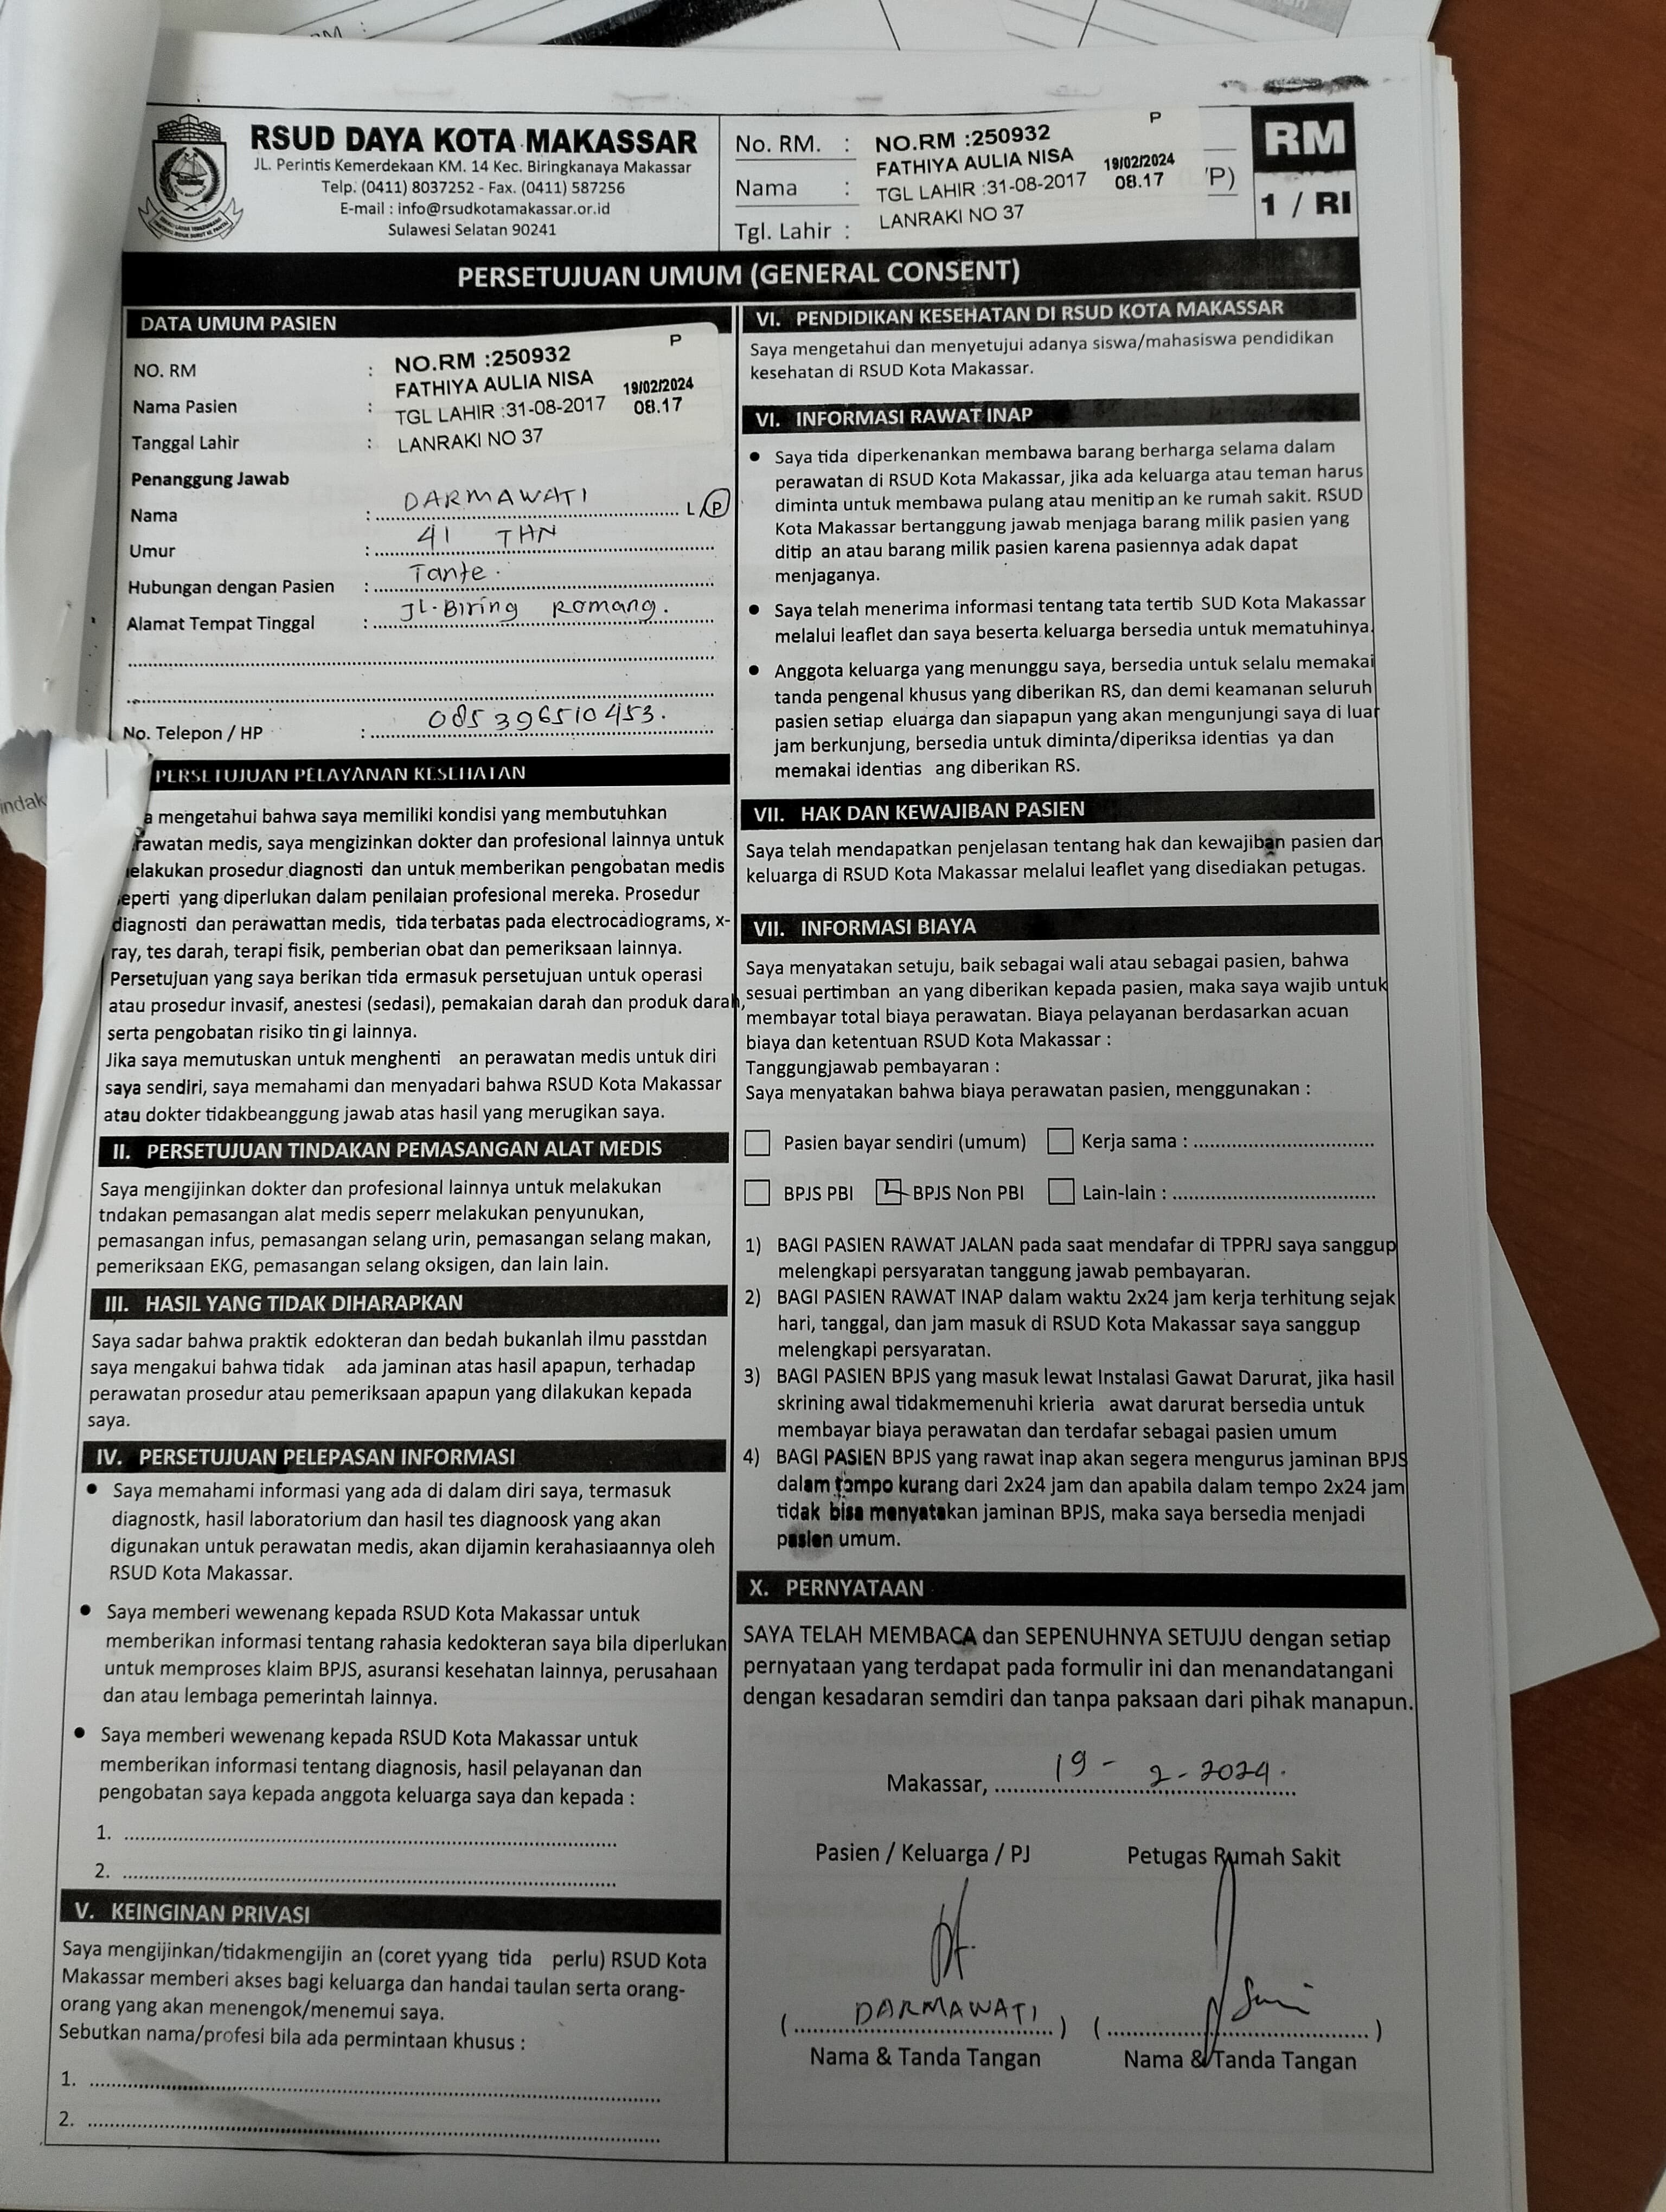 RSUD DAYA KOTA MAKASSAR
JL. Perintis Kemerdekaan KM. 14 Kec. Biringkanaya Makassar
Telp. (0411) 8037252 - Fax. (0411) 587256
E-mail : info@rsudkotamakassar.or.id
Sulawesi Selatan 90241
No. RM. :
Nama :
Tgl. Lahir :
P
NO.RM :250932
FATHIYA AULIA NISA 19/02/2024
TGL LAHIR :31-08-2017 08.17
LANRAKI NO 37
P)
RM
1 / RI
PERSETUJUAN UMUM (GENERAL CONSENT)
DATA UMUM PASIEN
NO. RM :
Nama Pasien :
Tanggal Lahir :
P
NO.RM :250932
FATHIYA AULIA NISA 19/02/2024
TGL LAHIR :31-08-2017 08.17
LANRAKI NO 37
Penanggung Jawab
Nama : DARMAWATI L/P
Umur : 41 THN
Hubungan dengan Pasien : Tante.
Alamat Tempat Tinggal : JL. Biring Romang.
No. Telepon / HP : 085396510453.
PERSETUJUAN PELAYANAN KESEHATAN
a mengetahui bahwa saya memiliki kondisi yang membutuhkan
rawatan medis, saya mengizinkan dokter dan profesional lainnya untuk
elakukan prosedur diagnosti dan untuk memberikan pengobatan medis
eperti yang diperlukan dalam penilaian profesional mereka. Prosedur
diagnosti dan perawattan medis, tida terbatas pada electrocadiograms, x-
ray, tes darah, terapi fisik, pemberian obat dan pemeriksaan lainnya.
Persetujuan yang saya berikan tida ermasuk persetujuan untuk operasi
atau prosedur invasif, anestesi (sedasi), pemakaian darah dan produk darah,
serta pengobatan risiko tin gi lainnya.
Jika saya memutuskan untuk menghenti an perawatan medis untuk diri
saya sendiri, saya memahami dan menyadari bahwa RSUD Kota Makassar
atau dokter tidakbeanggung jawab atas hasil yang merugikan saya.
II. PERSETUJUAN TINDAKAN PEMASANGAN ALAT MEDIS
Saya mengijinkan dokter dan profesional lainnya untuk melakukan
tndakan pemasangan alat medis seperr melakukan penyunukan,
pemasangan infus, pemasangan selang urin, pemasangan selang makan,
pemeriksaan EKG, pemasangan selang oksigen, dan lain lain.
III. HASIL YANG TIDAK DIHARAPKAN
Saya sadar bahwa praktik edokteran dan bedah bukanlah ilmu passtdan
saya mengakui bahwa tidak ada jaminan atas hasil apapun, terhadap
perawatan prosedur atau pemeriksaan apapun yang dilakukan kepada
saya.
IV. PERSETUJUAN PELEPASAN INFORMASI
• Saya memahami informasi yang ada di dalam diri saya, termasuk
diagnostk, hasil laboratorium dan hasil tes diagnoosk yang akan
digunakan untuk perawatan medis, akan dijamin kerahasiaannya oleh
RSUD Kota Makassar.
• Saya memberi wewenang kepada RSUD Kota Makassar untuk
memberikan informasi tentang rahasia kedokteran saya bila diperlukan
untuk memproses klaim BPJS, asuransi kesehatan lainnya, perusahaan
dan atau lembaga pemerintah lainnya.
• Saya memberi wewenang kepada RSUD Kota Makassar untuk
memberikan informasi tentang diagnosis, hasil pelayanan dan
pengobatan saya kepada anggota keluarga saya dan kepada :
1.
2.
V. KEINGINAN PRIVASI
Saya mengijinkan/tidakmengijin an (coret yyang tida perlu) RSUD Kota
Makassar memberi akses bagi keluarga dan handai taulan serta orang-
orang yang akan menengok/menemui saya.
Sebutkan nama/profesi bila ada permintaan khusus :
1.
2.
VI. PENDIDIKAN KESEHATAN DI RSUD KOTA MAKASSAR
Saya mengetahui dan menyetujui adanya siswa/mahasiswa pendidikan
kesehatan di RSUD Kota Makassar.
VI. INFORMASI RAWAT INAP
• Saya tida diperkenankan membawa barang berharga selama dalam
perawatan di RSUD Kota Makassar, jika ada keluarga atau teman harus
diminta untuk membawa pulang atau menitip an ke rumah sakit. RSUD
Kota Makassar bertanggung jawab menjaga barang milik pasien yang
ditip an atau barang milik pasien karena pasiennya adak dapat
menjaganya.
• Saya telah menerima informasi tentang tata tertib SUD Kota Makassar
melalui leaflet dan saya beserta keluarga bersedia untuk mematuhinya.
• Anggota keluarga yang menunggu saya, bersedia untuk selalu memakai
tanda pengenal khusus yang diberikan RS, dan demi keamanan seluruh
pasien setiap eluarga dan siapapun yang akan mengunjungi saya di luar
jam berkunjung, bersedia untuk diminta/diperiksa identias ya dan
memakai identias ang diberikan RS.
VII. HAK DAN KEWAJIBAN PASIEN
Saya telah mendapatkan penjelasan tentang hak dan kewajiban pasien dan
keluarga di RSUD Kota Makassar melalui leaflet yang disediakan petugas.
VII. INFORMASI BIAYA
Saya menyatakan setuju, baik sebagai wali atau sebagai pasien, bahwa
sesuai pertimban an yang diberikan kepada pasien, maka saya wajib untuk
membayar total biaya perawatan. Biaya pelayanan berdasarkan acuan
biaya dan ketentuan RSUD Kota Makassar :
Tanggungjawab pembayaran :
Saya menyatakan bahwa biaya perawatan pasien, menggunakan :
Pasien bayar sendiri (umum) Kerja sama :
BPJS PBI BPJS Non PBI Lain-lain :
1) BAGI PASIEN RAWAT JALAN pada saat mendafar di TPPRJ saya sanggup
melengkapi persyaratan tanggung jawab pembayaran.
2) BAGI PASIEN RAWAT INAP dalam waktu 2x24 jam kerja terhitung sejak
hari, tanggal, dan jam masuk di RSUD Kota Makassar saya sanggup
melengkapi persyaratan.
3) BAGI PASIEN BPJS yang masuk lewat Instalasi Gawat Darurat, jika hasil
skrining awal tidakmemenuhi krieria awat darurat bersedia untuk
membayar biaya perawatan dan terdafar sebagai pasien umum
4) BAGI PASIEN BPJS yang rawat inap akan segera mengurus jaminan BPJS
dalam tempo kurang dari 2x24 jam dan apabila dalam tempo 2x24 jam
tidak bisa menyatakan jaminan BPJS, maka saya bersedia menjadi
pasien umum.
X. PERNYATAAN
SAYA TELAH MEMBACA dan SEPENUHNYA SETUJU dengan setiap
pernyataan yang terdapat pada formulir ini dan menandatangani
dengan kesadaran semdiri dan tanpa paksaan dari pihak manapun.
Makassar, 19 - 2 - 2024.
Pasien / Keluarga / PJ Petugas Rumah Sakit
( DARMAWATI ) ( )
Nama & Tanda Tangan Nama & Tanda Tangan
indak